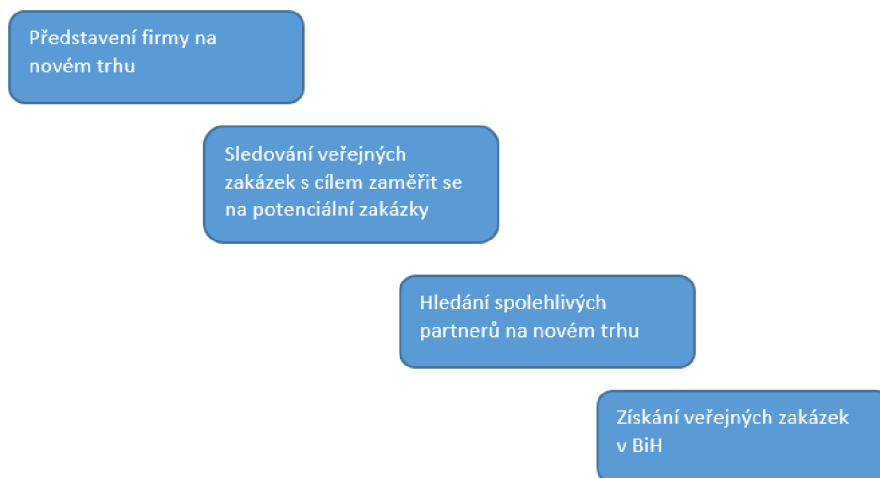 Představení firmy na
novém trhu
Sledování veřejných
zakázek s cílem zaměřit se
na potenciální zakázky
Hledání spolehlivých
partnerů na novém trhu
Získání veřejných zakázek
v BiH